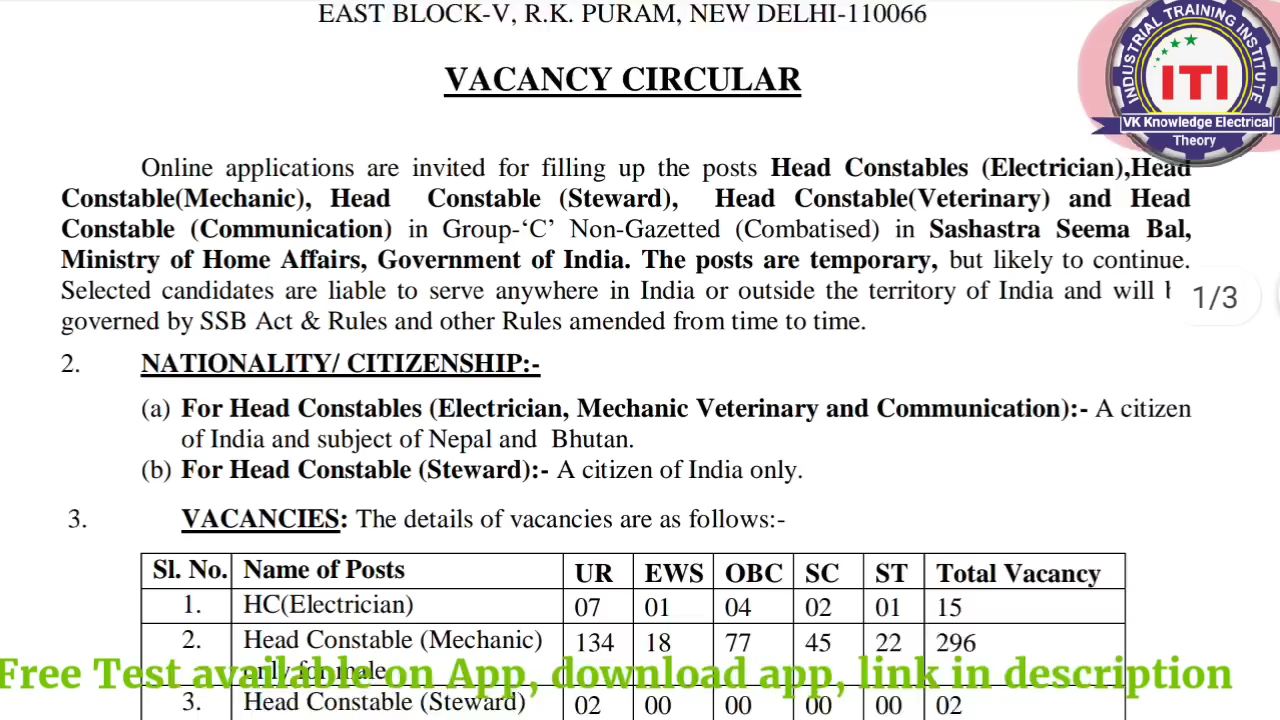 EAST BLOCK-V, R.K. PURAM, NEW DELHI-110066
INDUSTRIAL TRAINING INSTITUTE
ITI
VK Knowledge Electrical
Theory
VACANCY CIRCULAR
Online applications are invited for filling up the posts Head Constables (Electrician),Head
Constable(Mechanic), Head Constable (Steward), Head Constable(Veterinary) and Head
Constable (Communication) in Group-‘C’ Non-Gazetted (Combatised) in Sashastra Seema Bal,
Ministry of Home Affairs, Government of India. The posts are temporary, but likely to continue.
Selected candidates are liable to serve anywhere in India or outside the territory of India and will
1/3
governed by SSB Act & Rules and other Rules amended from time to time.
2. NATIONALITY/ CITIZENSHIP:-
(a) For Head Constables (Electrician, Mechanic Veterinary and Communication):- A citizen
of India and subject of Nepal and Bhutan.
(b) For Head Constable (Steward):- A citizen of India only.
3. VACANCIES: The details of vacancies are as follows:-
Sl. No. Name of Posts UR EWS OBC SC ST Total Vacancy
1. HC(Electrician) 07 01 04 02 01 15
2. Head Constable (Mechanic) 134 18 77 45 22 296
only for male
Free Test available on App, download app, link in description
3. Head Constable (Steward) 02 00 00 00 00 02